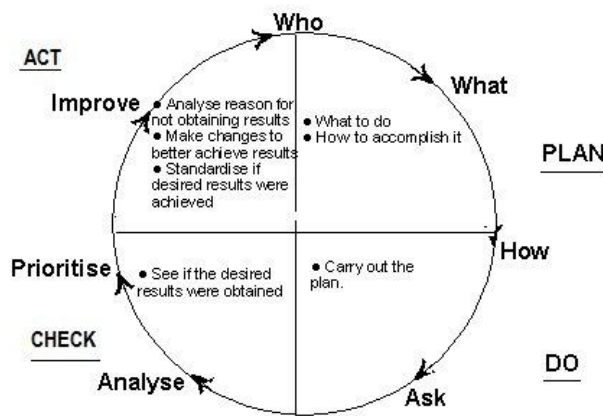 Who
ACT
What
Improve
● Analyse reason for
not obtaining results
● Make changes to
better achieve results
● Standardise if
desired results were
achieved
● What to do
● How to accomplish it
PLAN
How
Prioritise
● See if the desired
results were obtained
● Carry out the
plan.
CHECK
DO
Analyse
Ask